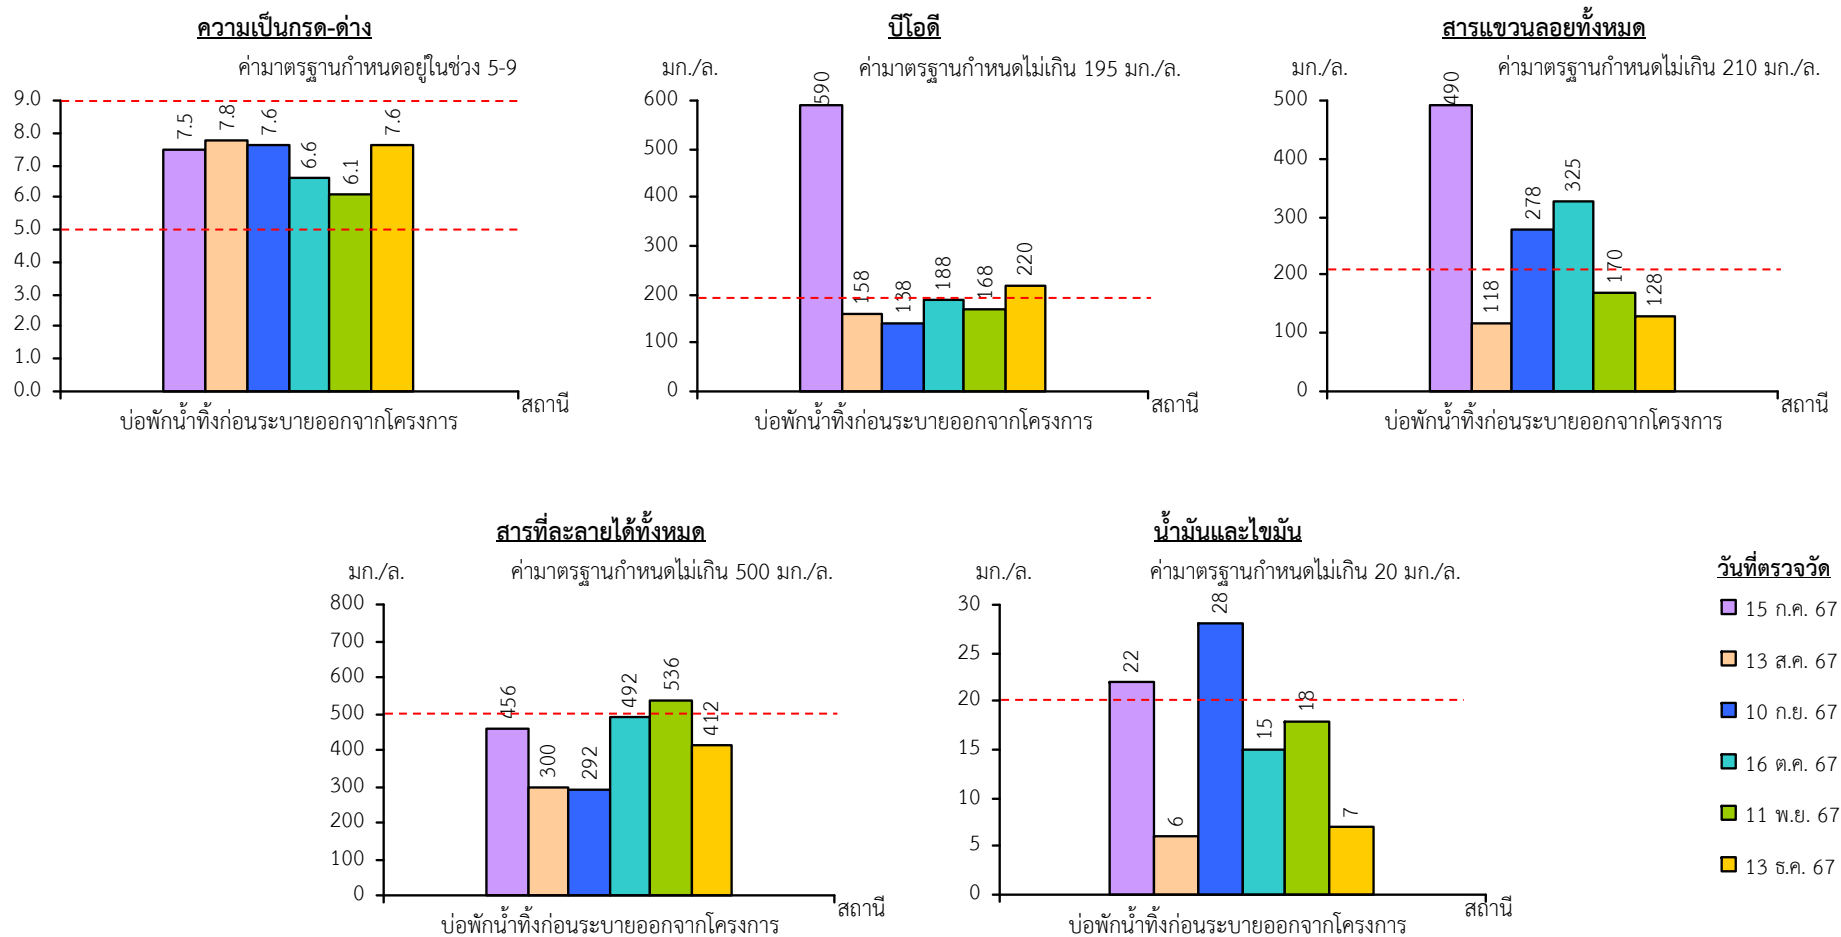 ความเป็นกรด-ด่าง
ค่ามาตรฐานกำหนดอยู่ในช่วง 5-9
9.0
8.0
7.0
6.0
5.0
4.0
3.0
2.0
1.0
0.0
7.5
7.8
7.6
6.6
6.1
7.6
สถานี
บ่อพักน้ำทิ้งก่อนระบายออกจากโครงการ
บีโอดี
มก./ล.
ค่ามาตรฐานกำหนดไม่เกิน 195 มก./ล.
600
500
400
300
200
100
0
590
158
138
188
168
220
สถานี
บ่อพักน้ำทิ้งก่อนระบายออกจากโครงการ
สารแขวนลอยทั้งหมด
มก./ล.
ค่ามาตรฐานกำหนดไม่เกิน 210 มก./ล.
500
400
300
200
100
0
490
118
278
325
170
128
สถานี
บ่อพักน้ำทิ้งก่อนระบายออกจากโครงการ
สารที่ละลายได้ทั้งหมด
มก./ล.
ค่ามาตรฐานกำหนดไม่เกิน 500 มก./ล.
800
700
600
500
400
300
200
100
0
456
300
292
492
536
412
สถานี
บ่อพักน้ำทิ้งก่อนระบายออกจากโครงการ
น้ำมันและไขมัน
มก./ล.
ค่ามาตรฐานกำหนดไม่เกิน 20 มก./ล.
30
25
20
15
10
5
0
22
6
28
15
18
7
สถานี
บ่อพักน้ำทิ้งก่อนระบายออกจากโครงการ
วันที่ตรวจวัด
15 ก.ค. 67
13 ส.ค. 67
10 ก.ย. 67
16 ต.ค. 67
11 พ.ย. 67
13 ธ.ค. 67